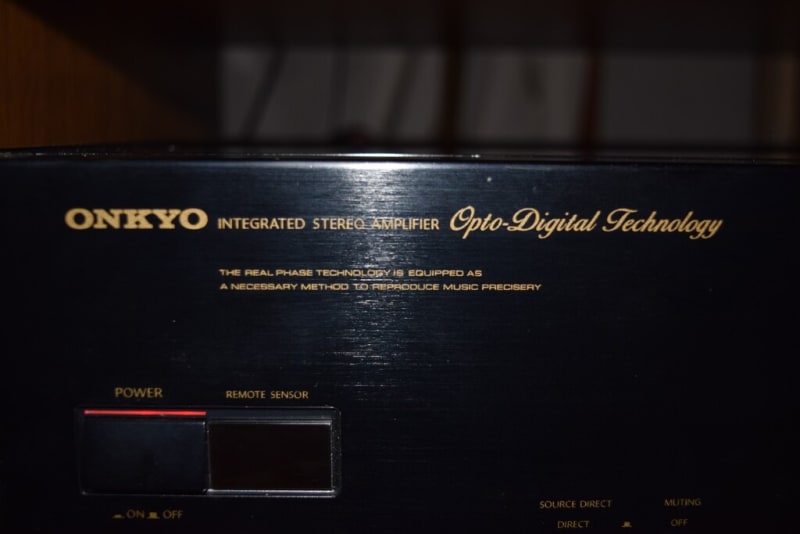 ONKYO INTEGRATED STEREO AMPLIFIER Opto-Digital Technology
THE REAL PHASE TECHNOLOGY IS EQUIPPED AS
A NECESSARY METHOD TO REPRODUCE MUSIC PRECISERY
POWER REMOTE SENSOR
ON OFF
SOURCE DIRECT MUTING
DIRECT OFF